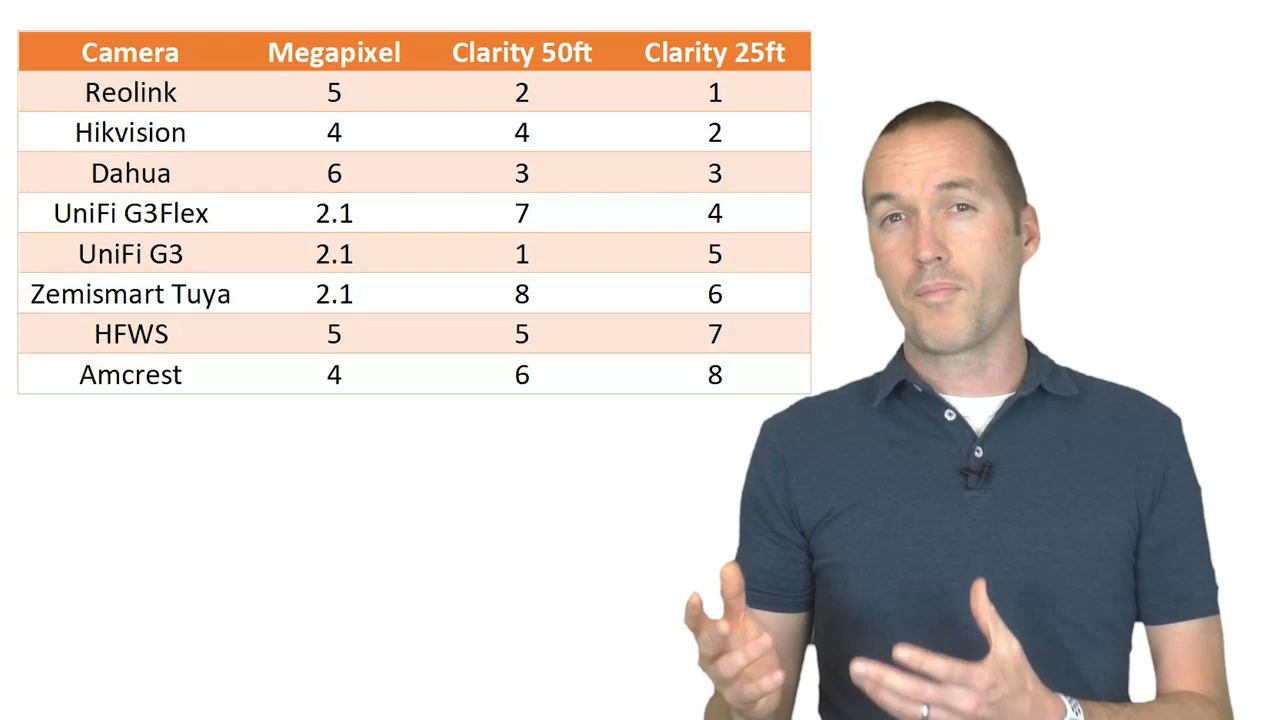 Camera Megapixel Clarity 50ft Clarity 25ft
Reolink 5 2 1
Hikvision 4 4 2
Dahua 6 3 3
UniFi G3Flex 2.1 7 4
UniFi G3 2.1 1 5
Zemismart Tuya 2.1 8 6
HFWS 5 5 7
Amcrest 4 6 8